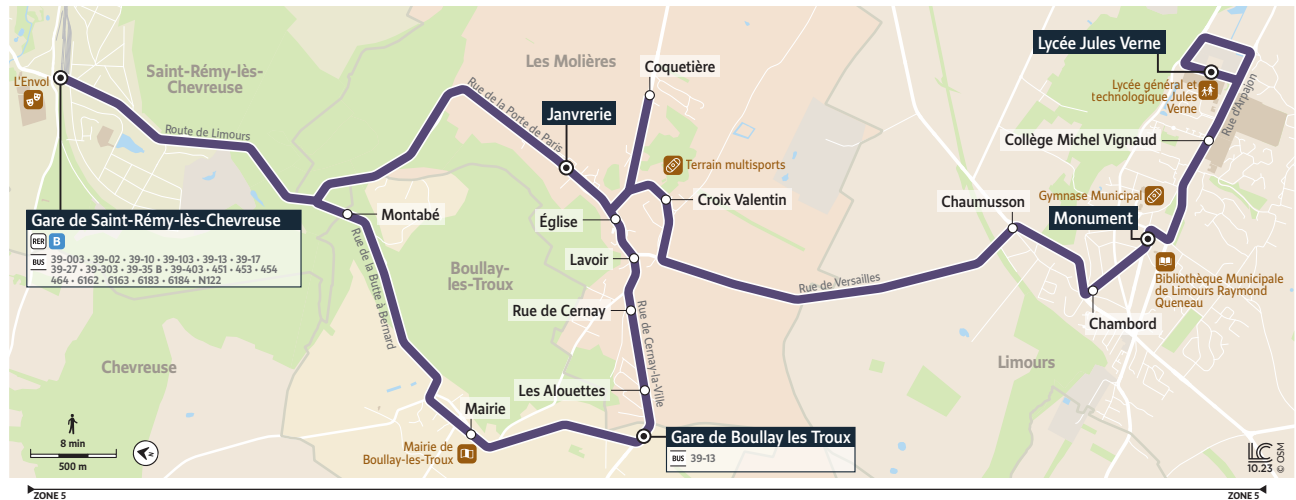 Lycée Jules Verne
Lycée général et
technologique Jules
Verne
Rue d'Arpajon
Les Molières
Coquetière
Saint-Rémy-lès-
Chevreuse
L'Envol
Rue de la Porte de Paris
Janvrerie
Route de Limours
Collège Michel Vignaud
Terrain multisports
Gymnase Municipal
Croix Valentin
Chaumusson
Monument
Montabé
Église
Gare de Saint-Rémy-lès-Chevreuse
RER B
BUS 39-003 • 39-02 • 39-10 • 39-103 • 39-13 • 39-17
39-27 • 39-303 • 39-35 B • 39-403 • 451 • 453 • 454
464 • 6162 • 6163 • 6183 • 6184 • N122
Rue de la Butte à Bernard
Boullay-
les-Troux
Lavoir
Rue de Versailles
Bibliothèque Municipale
de Limours Raymond
Queneau
Rue de Cernay
Rue de Cernay-la-Ville
Chambord
Chevreuse
Limours
Les Alouettes
Mairie
Mairie de
Boullay-les-Troux
Gare de Boullay les Troux
BUS 39-13
8 min
500 m
N
LC
10.23
© OSM
ZONE 5
ZONE 5